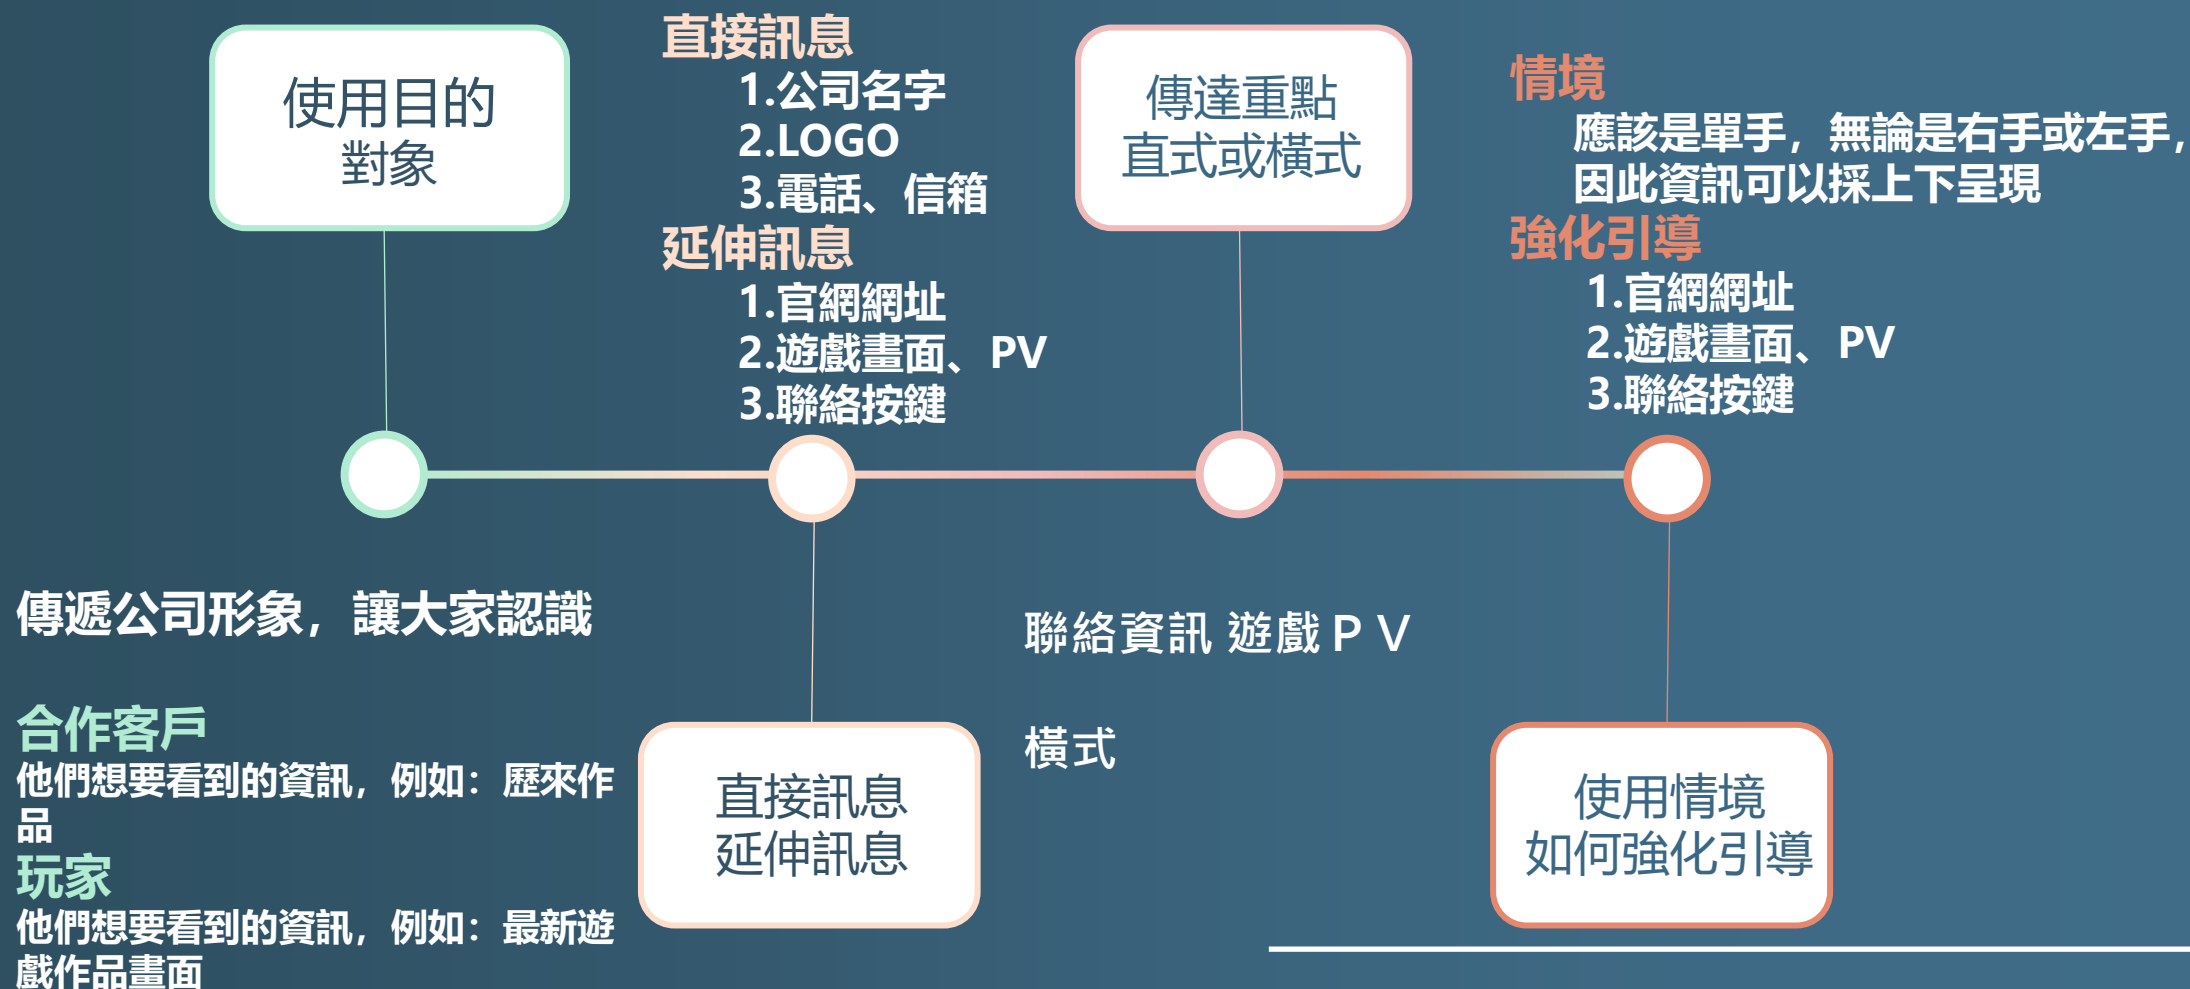 使用目的
對象
傳遞公司形象，讓大家認識
合作客戶
他們想要看到的資訊，例如：歷來作
品
玩家
他們想要看到的資訊，例如：最新遊
戲作品畫面
直接訊息
1.公司名字
2.LOGO
3.電話、信箱
延伸訊息
1.官網網址
2.遊戲畫面、PV
3.聯絡按鍵
直接訊息
延伸訊息
傳達重點
直式或橫式
聯絡資訊 遊戲ＰＶ
橫式
情境
應該是單手，無論是右手或左手，
因此資訊可以採上下呈現
強化引導
1.官網網址
2.遊戲畫面、PV
3.聯絡按鍵
使用情境
如何強化引導